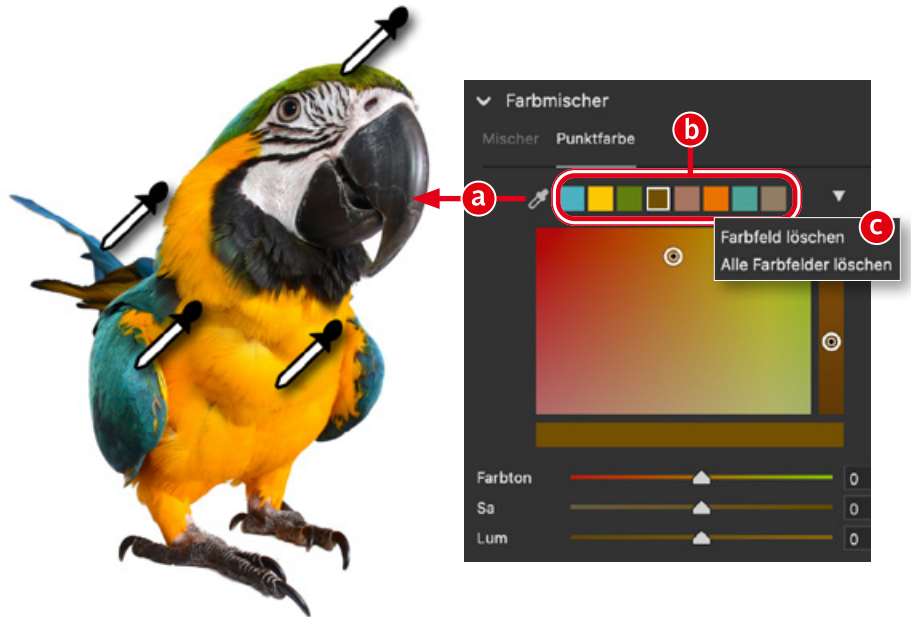 Farbmischer
Mischer Punktfarbe
b
a
c
Farbfeld löschen
Alle Farbfelder löschen
Farbton 0
Sa 0
Lum 0